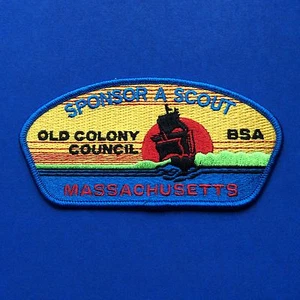 SPONSOR A SCOUT
OLD COLONY COUNCIL
BSA
MASSACHUSETTS